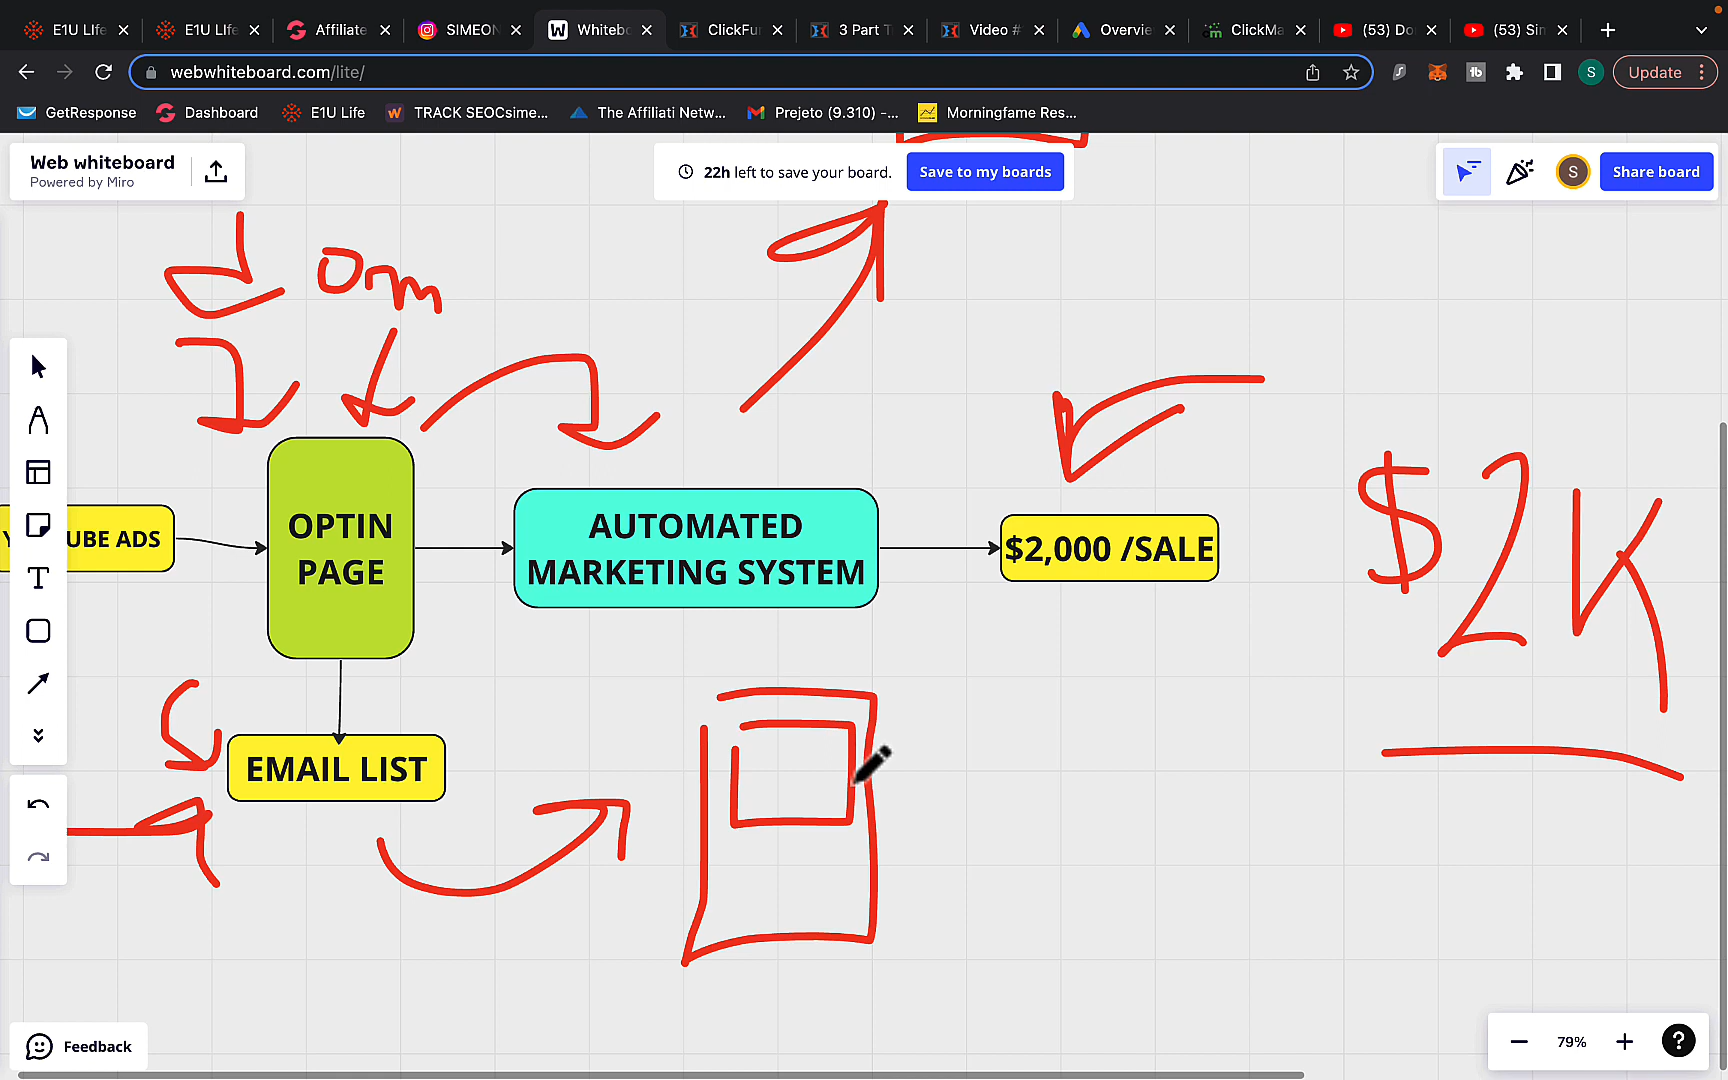 E1U LIfe
E1U LIfe
Affiliate
SIMEON
Whitebo
ClickFu
3 Part T
Video #
Overvie
ClickMa
(53) Do
(53) Sin
webwhiteboard.com/lite/
Update
GetResponse
Dashboard
E1U Life
TRACK SEOCsime...
The Affiliati Netw...
Prejeto (9.310) –...
Morningfame Res...
Web whiteboard
Powered by Miro
22h left to save your board.
Save to my boards
S
Share board
Om
$2K
UBE ADS
OPTIN
PAGE
AUTOMATED
MARKETING SYSTEM
$2,000 /SALE
EMAIL LIST
Feedback
79%